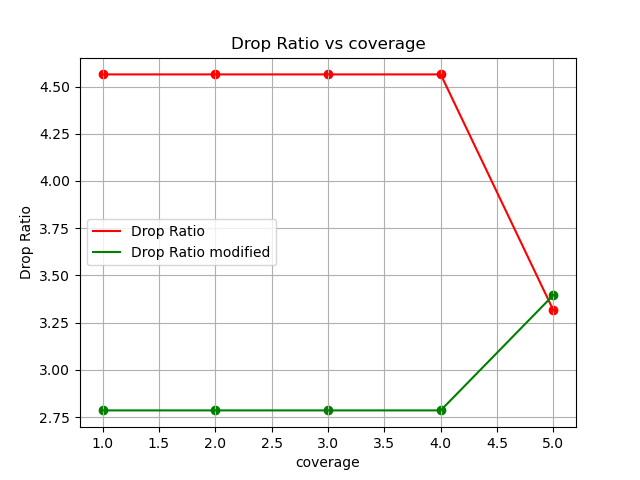 Drop Ratio vs coverage
4.50
4.25
4.00
3.75
3.50
3.25
3.00
2.75
Drop Ratio
Drop Ratio
Drop Ratio modified
1.0 1.5 2.0 2.5 3.0 3.5 4.0 4.5 5.0
coverage